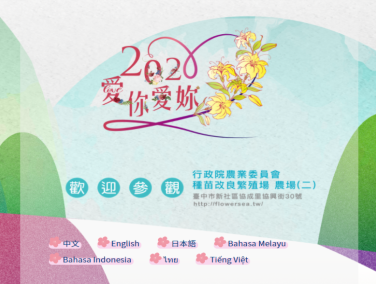 2020
愛你愛妳
歡迎參觀
行政院農業委員會
種苗改良繁殖場 農場(二)
臺中市新社區協成里協興街30號
http://flowersea.tw/
中文 English 日本語 Bahasa Melayu
Bahasa Indonesia ไทย Tiếng Việt